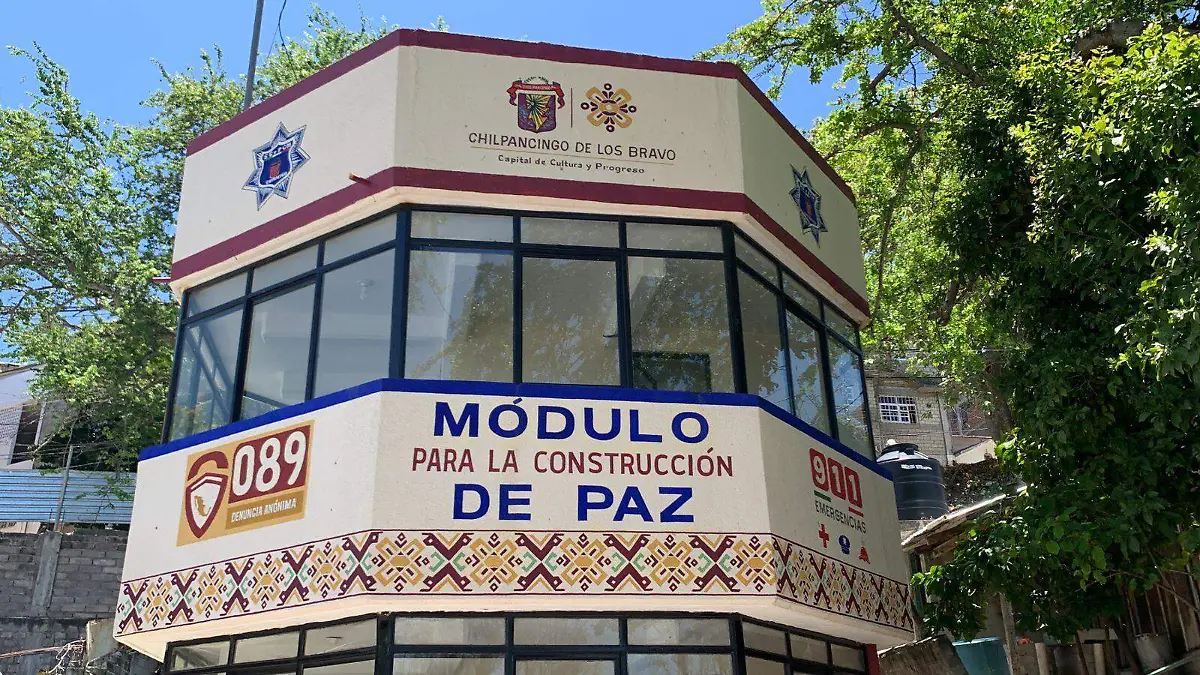 CHILPANCINGO
CHILPANCINGO DE LOS BRAVO
Capital de Cultura y Progreso
MÓDULO
PARA LA CONSTRUCCIÓN
DE PAZ
089
DENUNCIA ANÓNIMA
911
EMERGENCIAS